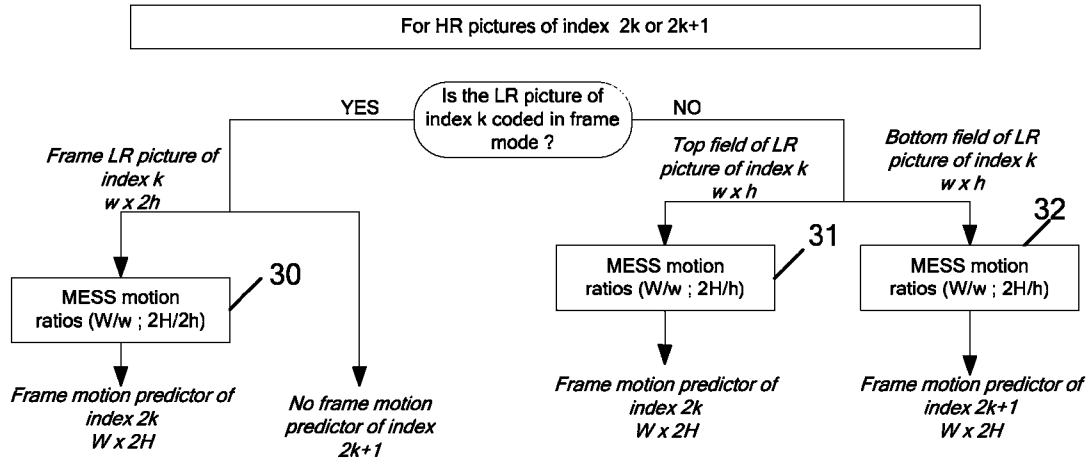 For HR pictures of index 2k or 2k+1
Is the LR picture of
index k coded in frame
mode ?
YES
NO
Frame LR picture of
index k
w x 2h
Top field of LR
picture of index k
w x h
Bottom field of LR
picture of index k
w x h
30
MESS motion
ratios (W/w ; 2H/2h)
31
MESS motion
ratios (W/w ; 2H/h)
32
MESS motion
ratios (W/w ; 2H/h)
Frame motion predictor of
index 2k
W x 2H
No frame motion
predictor of index
2k+1
Frame motion predictor of
index 2k
W x 2H
Frame motion predictor of
index 2k+1
W x 2H